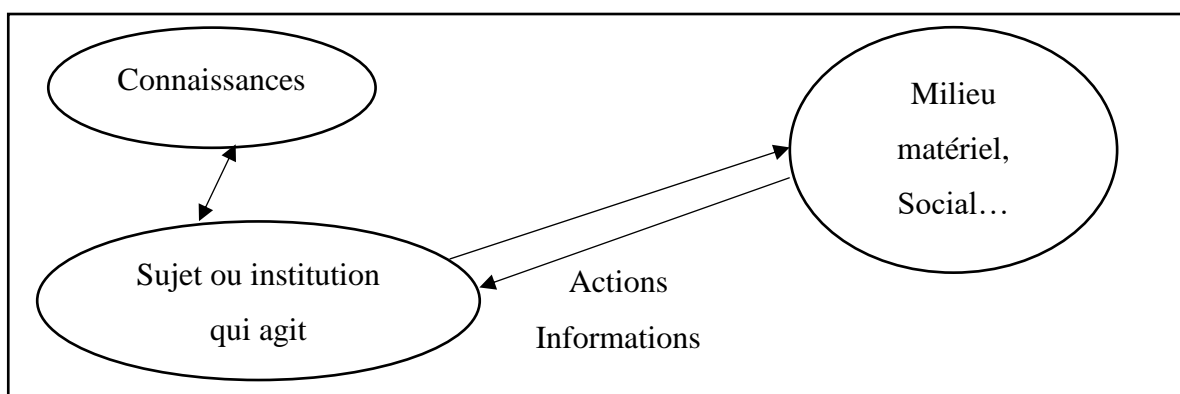 Connaissances
Milieu
matériel,
Social…
Sujet ou institution
qui agit
Actions
Informations